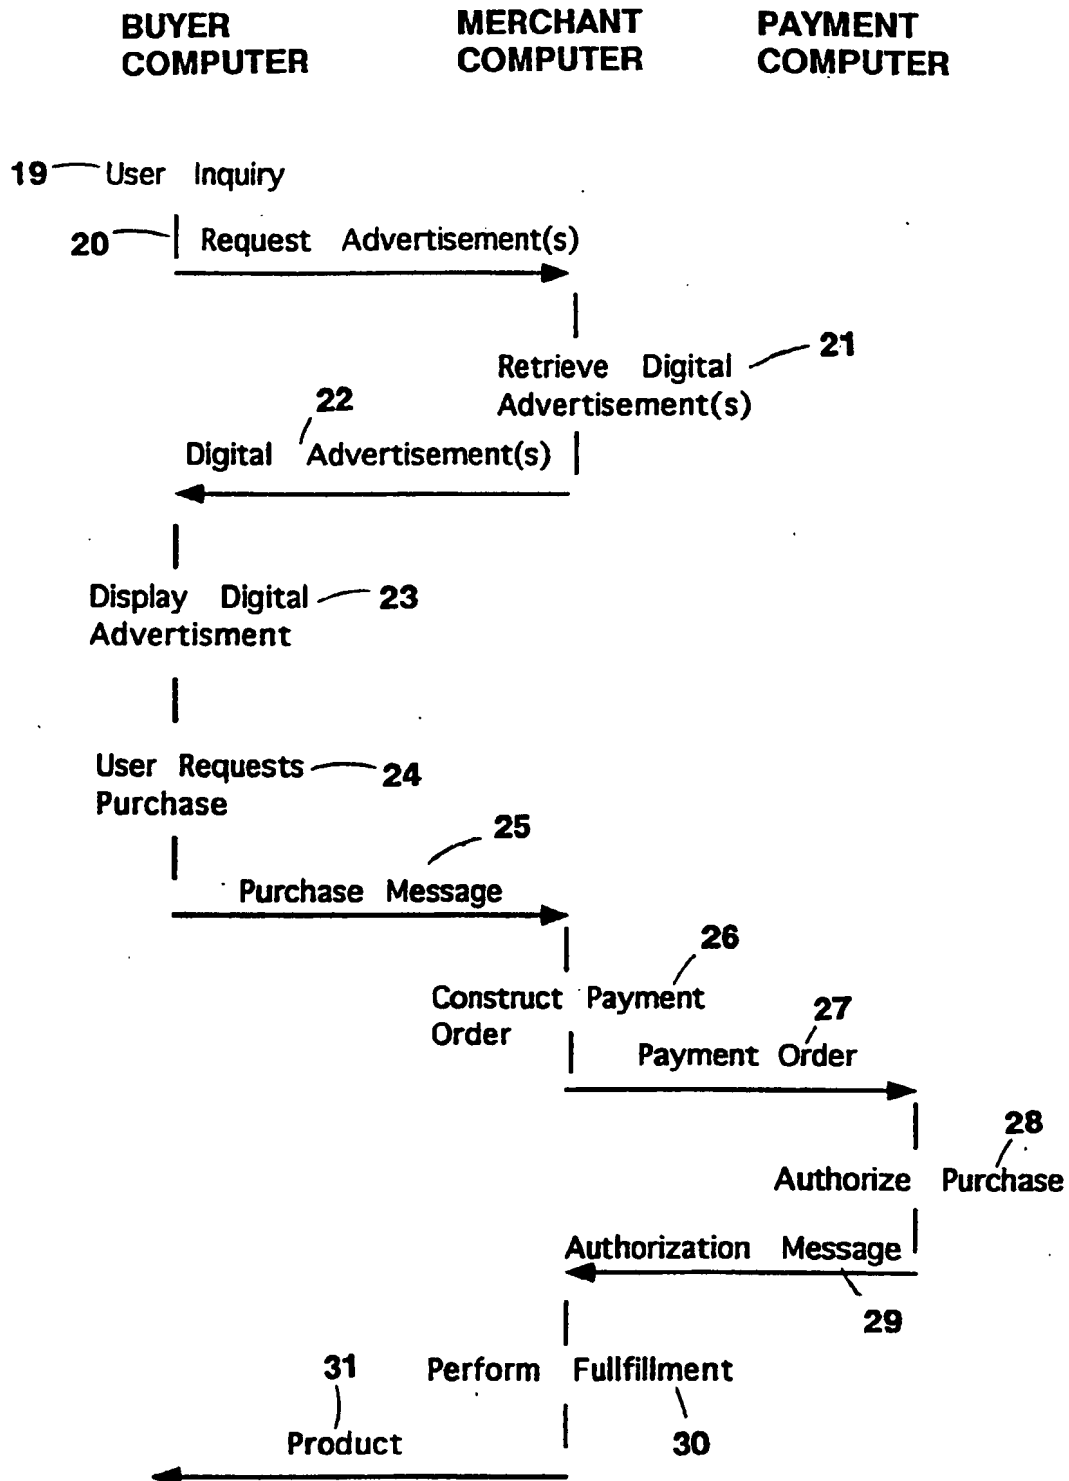 BUYER COMPUTER
MERCHANT COMPUTER
PAYMENT COMPUTER
19 User Inquiry
20 Request Advertisement(s)
21
Retrieve Digital
Advertisement(s)
22
Digital Advertisement(s)
Display Digital 23
Advertisment
User Requests 24
Purchase
25
Purchase Message
26
Construct Payment
Order
27
Payment Order
28
Authorize Purchase
Authorization Message
29
31
Perform Fullfillment
Product
30